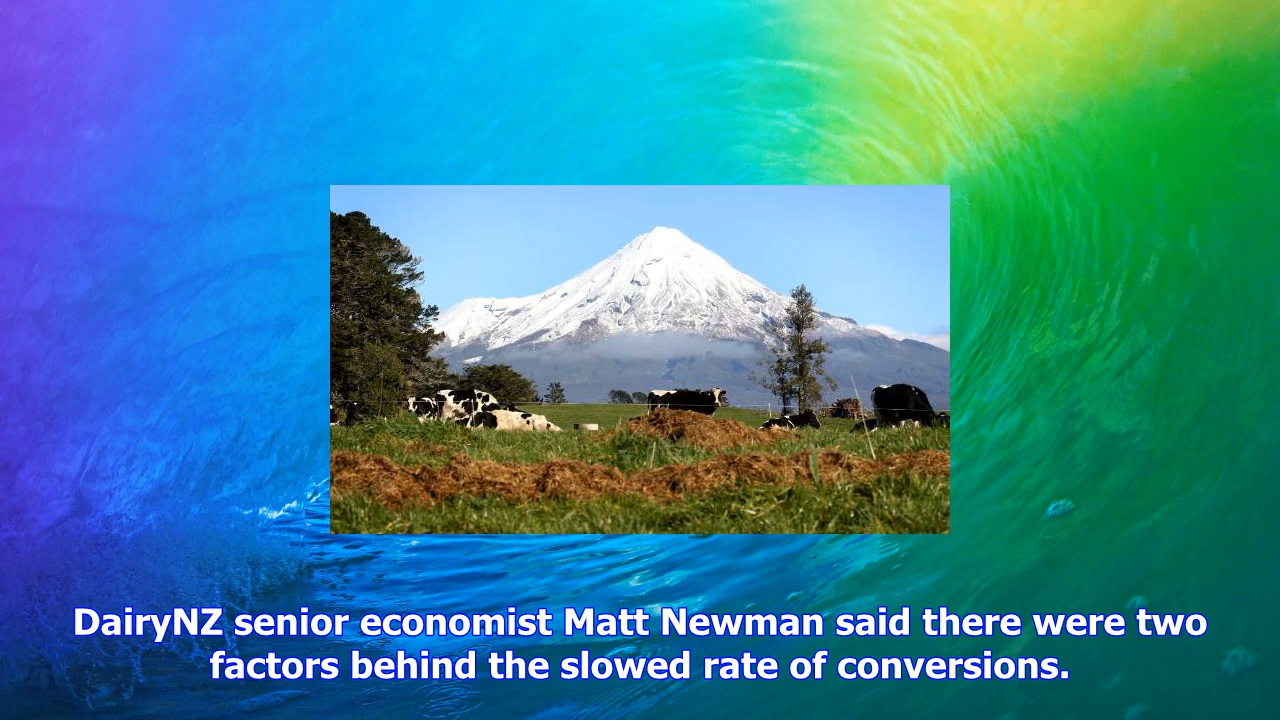 DairyNZ senior economist Matt Newman said there were two
factors behind the slowed rate of conversions.